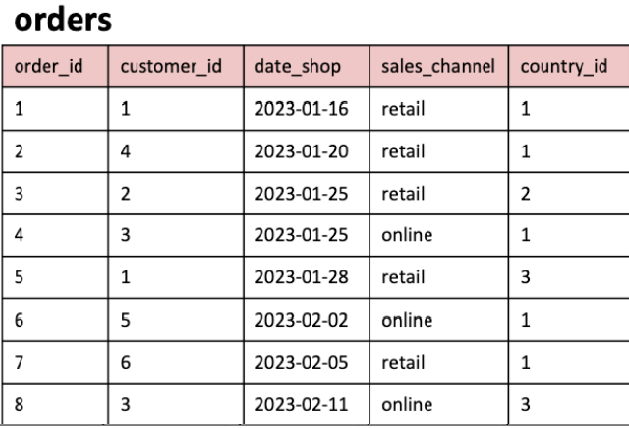 orders
order_id customer_id date_shop sales_channel country_id
1 1 2023-01-16 retail 1
2 4 2023-01-20 retail 1
3 2 2023-01-25 retail 2
4 3 2023-01-25 online 1
5 1 2023-01-28 retail 3
6 5 2023-02-02 online 1
7 6 2023-02-05 retail 1
8 3 2023-02-11 online 3